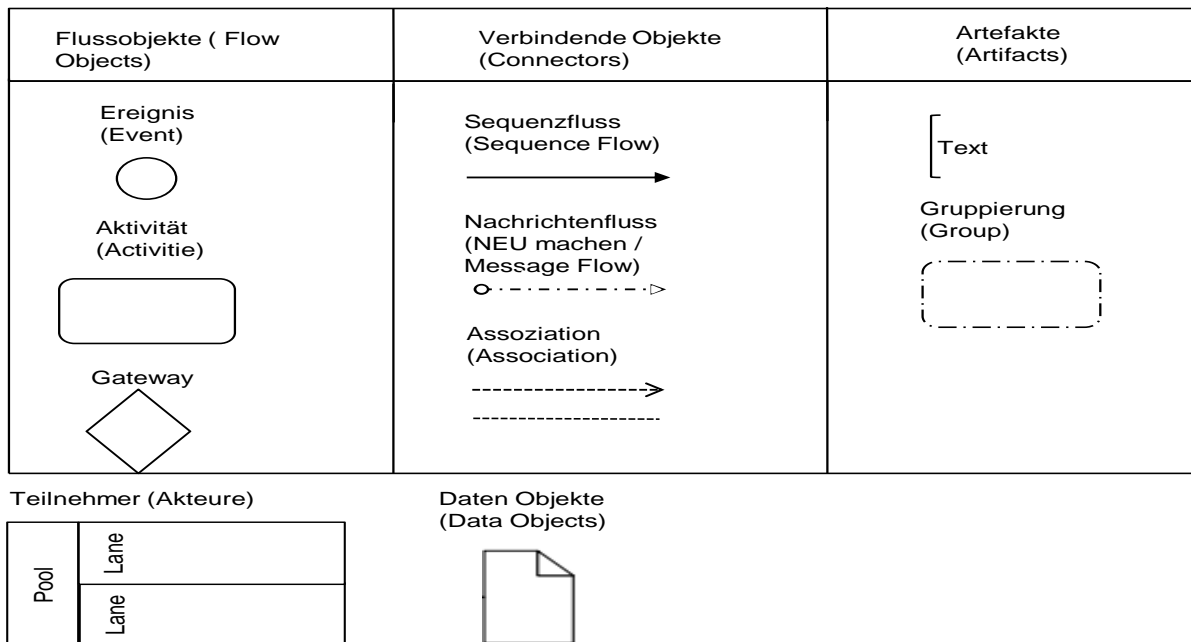 Flussobjekte ( Flow
Objects)
Verbindende Objekte
(Connectors)
Artefakte
(Artifacts)
Ereignis
(Event)
Aktivität
(Activitie)
Gateway
Sequenzfluss
(Sequence Flow)
Nachrichtenfluss
(NEU machen /
Message Flow)
Assoziation
(Association)
Text
Gruppierung
(Group)
Teilnehmer (Akteure)
Pool
Lane
Lane
Daten Objekte
(Data Objects)